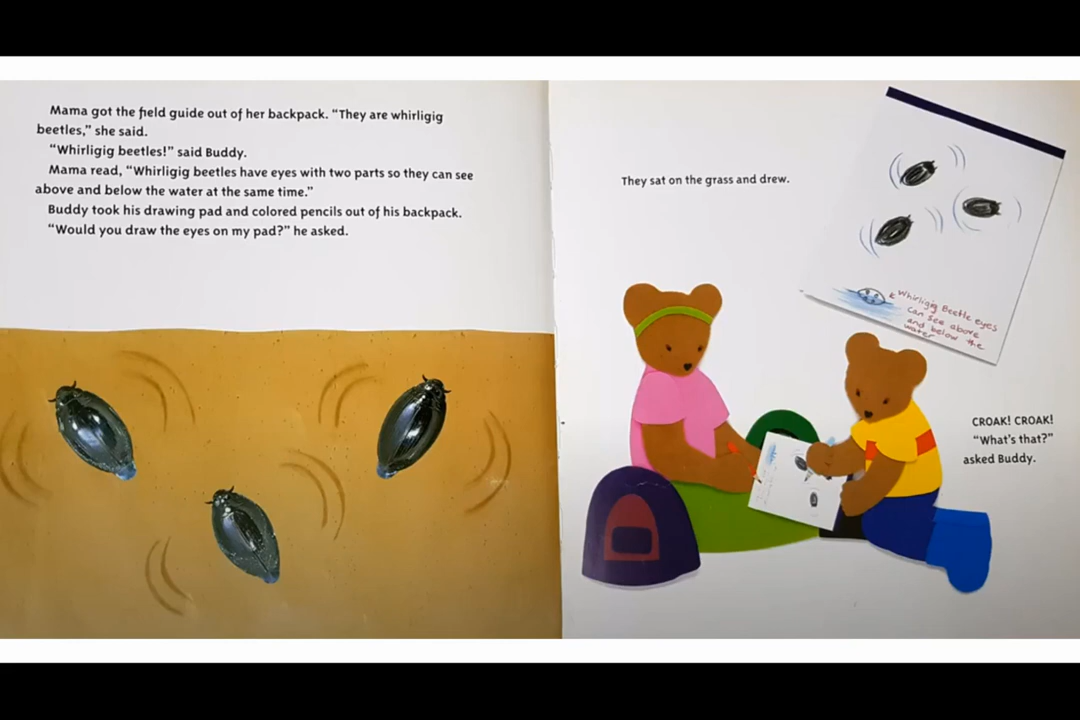 Mama got the field guide out of her backpack. “They are whirligig
beetles,” she said.
“Whirligig beetles!” said Buddy.
Mama read, “Whirligig beetles have eyes with two parts so they can see
above and below the water at the same time.”
Buddy took his drawing pad and colored pencils out of his backpack.
“Would you draw the eyes on my pad?” he asked.
They sat on the grass and drew.
Whirligig Beetle eyes
can see above
and below the
water
CROAK! CROAK!
“What’s that?”
asked Buddy.